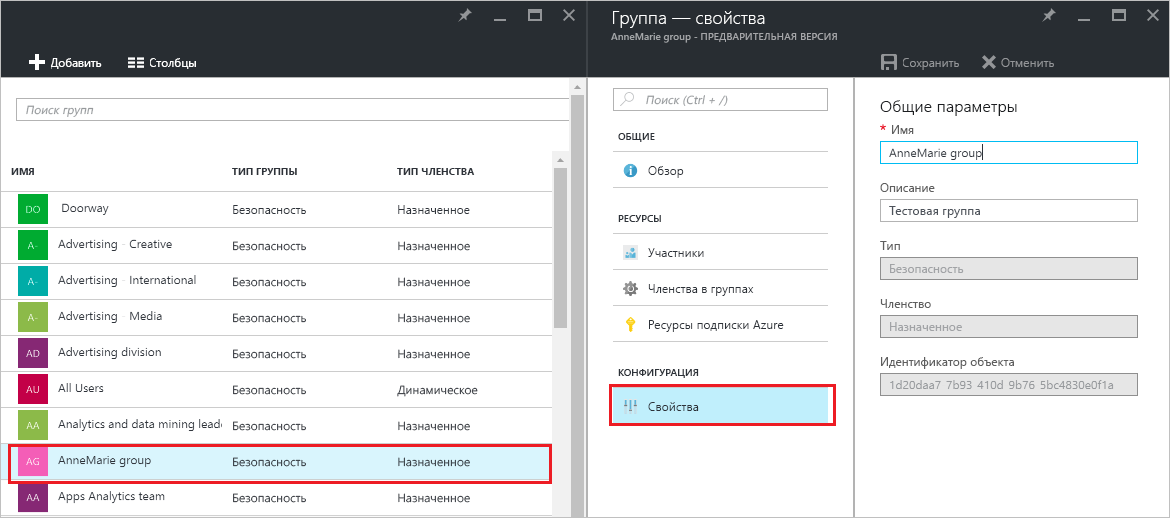 Добавить
Столбцы
Поиск групп
ИМЯ ТИП ГРУППЫ ТИП ЧЛЕНСТВА
DO Doorway Безопасность Назначенное
A- Advertising - Creative Безопасность Назначенное
A- Advertising - International Безопасность Назначенное
A- Advertising - Media Безопасность Назначенное
AD Advertising division Безопасность Назначенное
AU All Users Безопасность Динамическое
AA Analytics and data mining leade Безопасность Назначенное
AG AnneMarie group Безопасность Назначенное
AA Apps Analytics team Безопасность Назначенное
Группа — свойства
AnneMarie group - ПРЕДВАРИТЕЛЬНАЯ ВЕРСИЯ
Сохранить
Отменить
Поиск (Ctrl + /)
ОБЩИЕ
Обзор
РЕСУРСЫ
Участники
Членства в группах
Ресурсы подписки Azure
КОНФИГУРАЦИЯ
Свойства
Общие параметры
* Имя
AnneMarie group
Описание
Тестовая группа
Тип
Безопасность
Членство
Назначенное
Идентификатор объекта
1d20daa7 7b93 410d 9b76 5bc4830e0f1a